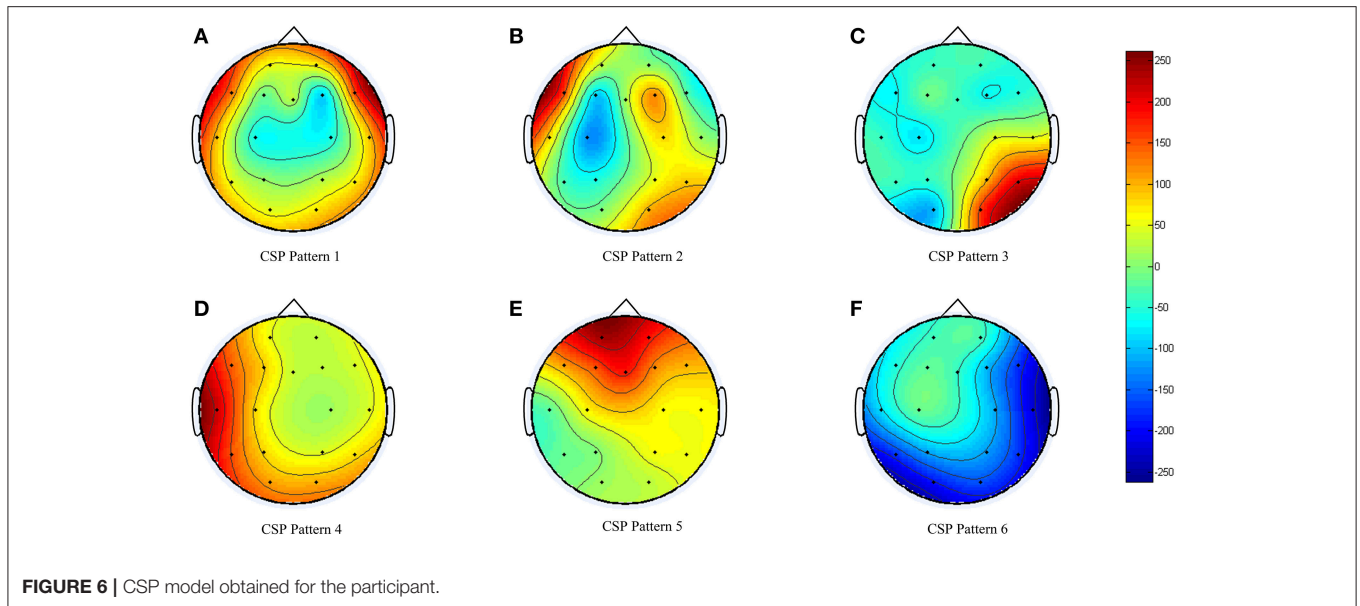 A
B
C
CSP Pattern 1
CSP Pattern 2
CSP Pattern 3
D
E
F
CSP Pattern 4
CSP Pattern 5
CSP Pattern 6
250
200
150
100
50
0
-50
-100
-150
-200
-250
FIGURE 6 | CSP model obtained for the participant.